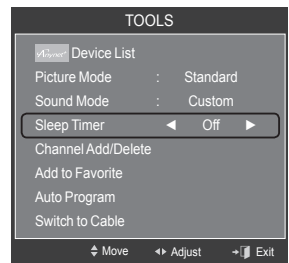 TOOLS
Anynet+ Device List
Picture Mode : Standard
Sound Mode : Custom
Sleep Timer ◄ Off ►
Channel Add/Delete
Add to Favorite
Auto Program
Switch to Cable
Move Adjust Exit